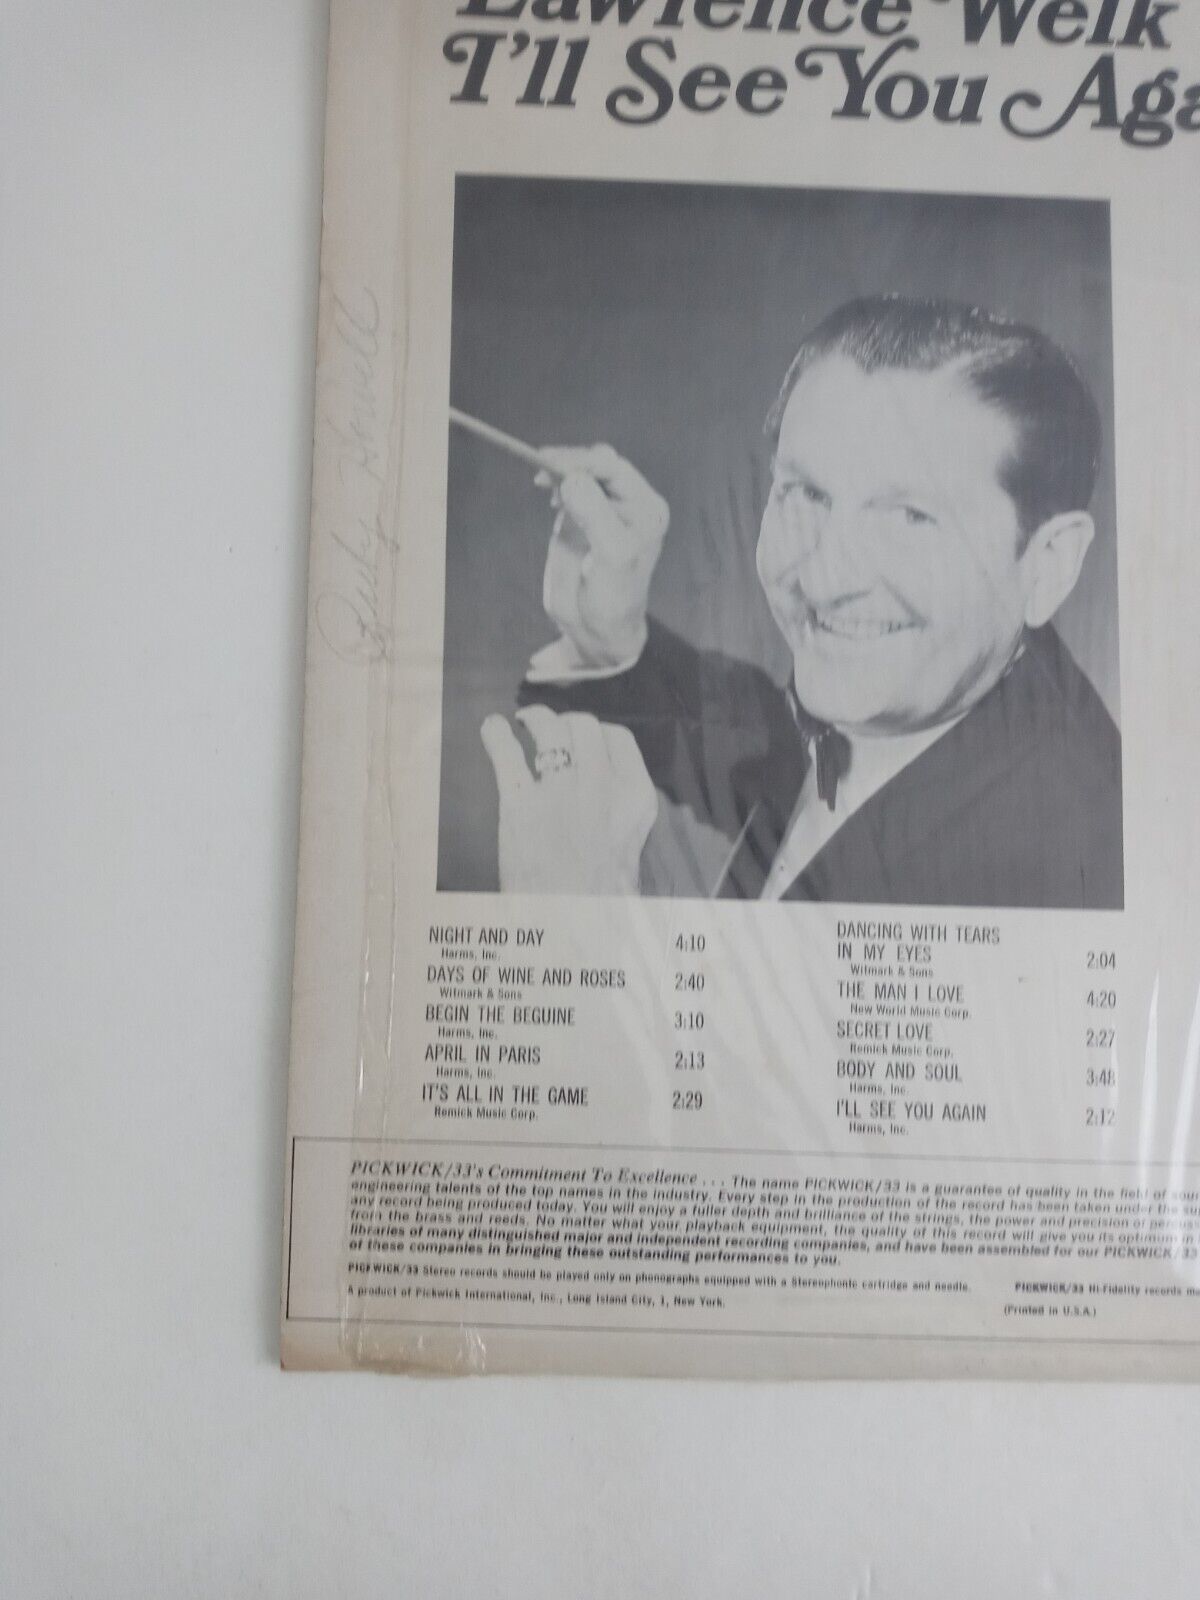 Lawrence Welk
I'll See You Aga
Ruby Howell
NIGHT AND DAY 4:10
Harms, Inc.
DAYS OF WINE AND ROSES 2:40
Witmark & Sons
BEGIN THE BEGUINE 3:10
Harms, Inc.
APRIL IN PARIS 2:13
Harms, Inc.
IT'S ALL IN THE GAME 2:29
Remick Music Corp.
DANCING WITH TEARS
IN MY EYES 2:04
Witmark & Sons
THE MAN I LOVE 4:20
New World Music Corp.
SECRET LOVE 2:27
Remick Music Corp.
BODY AND SOUL 3:48
Harms, Inc.
I'LL SEE YOU AGAIN 2:12
Harms, Inc.
PICKWICK/33's Commitment To Excellence . . . The name PICKWICK/33 is a guarantee of quality in the field of sou
engineering talents of the top names in the industry. Every step in the production of the record has been taken under the su
any record being produced today. You will enjoy a fuller depth and brilliance of the strings, the power and precision of percus
from the brass and reeds. No matter what your playback equipment, the quality of this record will give you its optimum in
libraries of many distinguished major and independent recording companies, and have been assembled for our PICKWICK/33
of these companies in bringing these outstanding performances to you.
PICKWICK/33 Stereo records should be played only on phonographs equipped with a Stereophonic cartridge and needle. PICKWICK/33 Hi-Fidelity records ma
A product of Pickwick International, Inc., Long Island City, 1, New York. (Printed in U.S.A.)